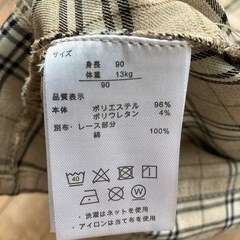 サイズ
身長 90
体重 13kg
90
品質表示
本体 ポリエステル 96%
ポリウレタン 4%
別布・レース部分
綿 100%
40
・洗濯はネットを使用
・アイロンは当て布を使用